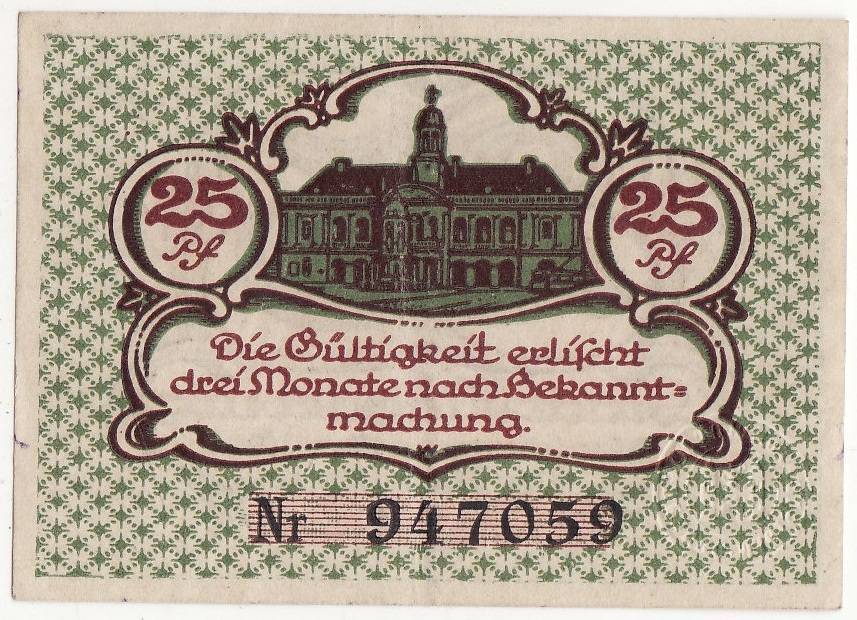 25 Pf
25 Pf
Die Gültigkeit erlischt
drei Monate nach Bekannt=
machung.
Nr 947059